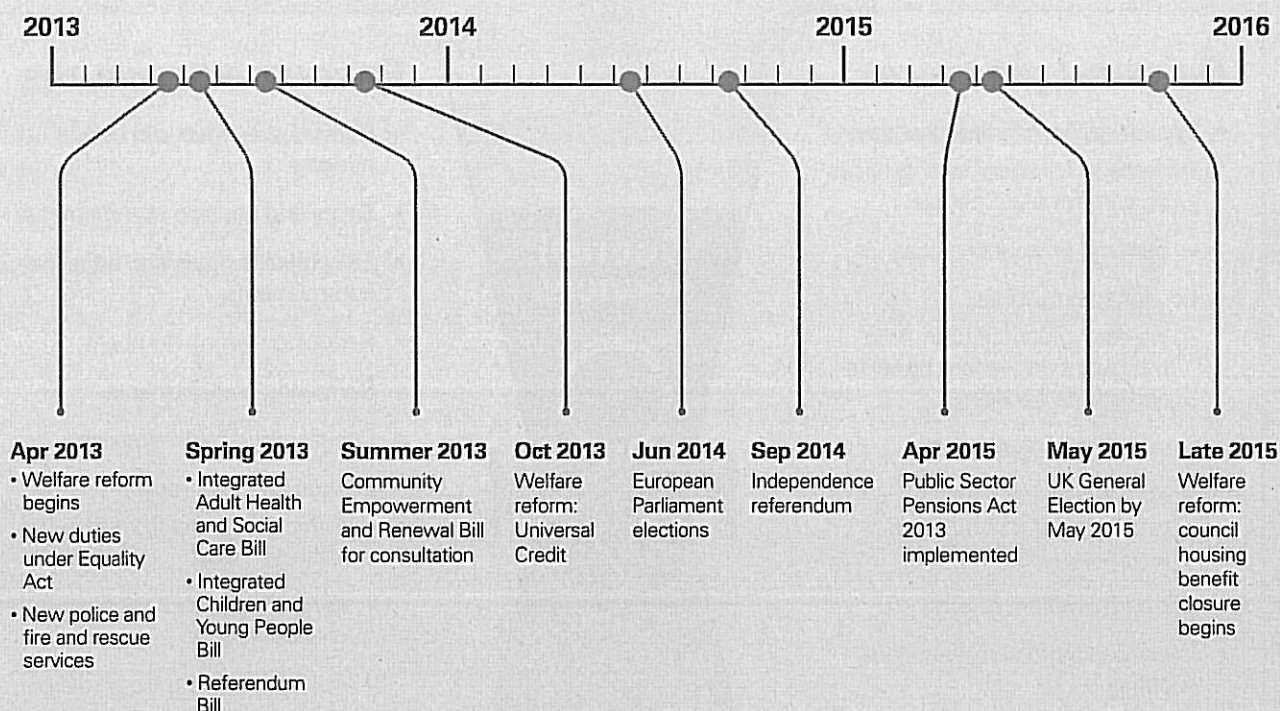 2013
2014
2015
2016
Apr 2013
• Welfare reform
begins
• New duties
under Equality
Act
• New police and
fire and rescue
services
Spring 2013
• Integrated
Adult Health
and Social
Care Bill
• Integrated
Children and
Young People
Bill
• Referendum
Bill
Summer 2013
Community
Empowerment
and Renewal Bill
for consultation
Oct 2013
Welfare
reform:
Universal
Credit
Jun 2014
European
Parliament
elections
Sep 2014
Independence
referendum
Apr 2015
Public Sector
Pensions Act
2013
implemented
May 2015
UK General
Election by
May 2015
Late 2015
Welfare
reform:
council
housing
benefit
closure
begins